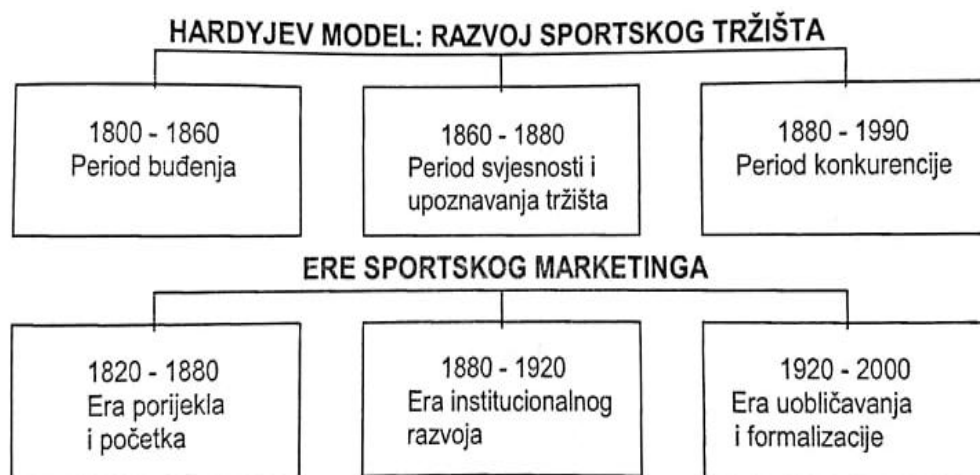 HARDYJEV MODEL: RAZVOJ SPORTSKOG TRŽIŠTA
1800 - 1860
Period buđenja
1860 - 1880
Period svjesnosti i
upoznavanja tržišta
1880 - 1990
Period konkurencije
ERE SPORTSKOG MARKETINGA
1820 - 1880
Era porijekla
i početka
1880 - 1920
Era institucionalnog
razvoja
1920 - 2000
Era uobličavanja
i formalizacije